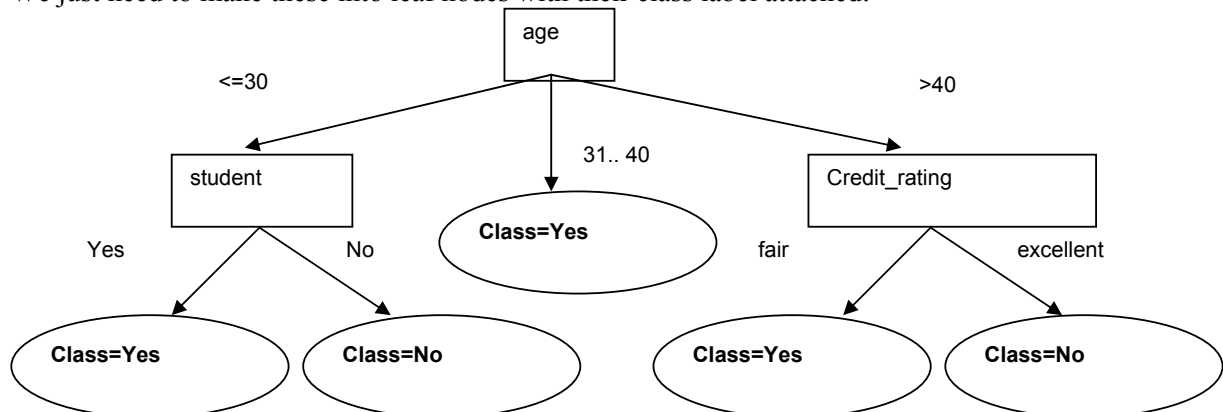 We just need to make these into leaf nodes with their class label attached.
age
<=30
>40
31.. 40
student
Credit_rating
Class=Yes
Yes
No
fair
excellent
Class=Yes
Class=No
Class=Yes
Class=No